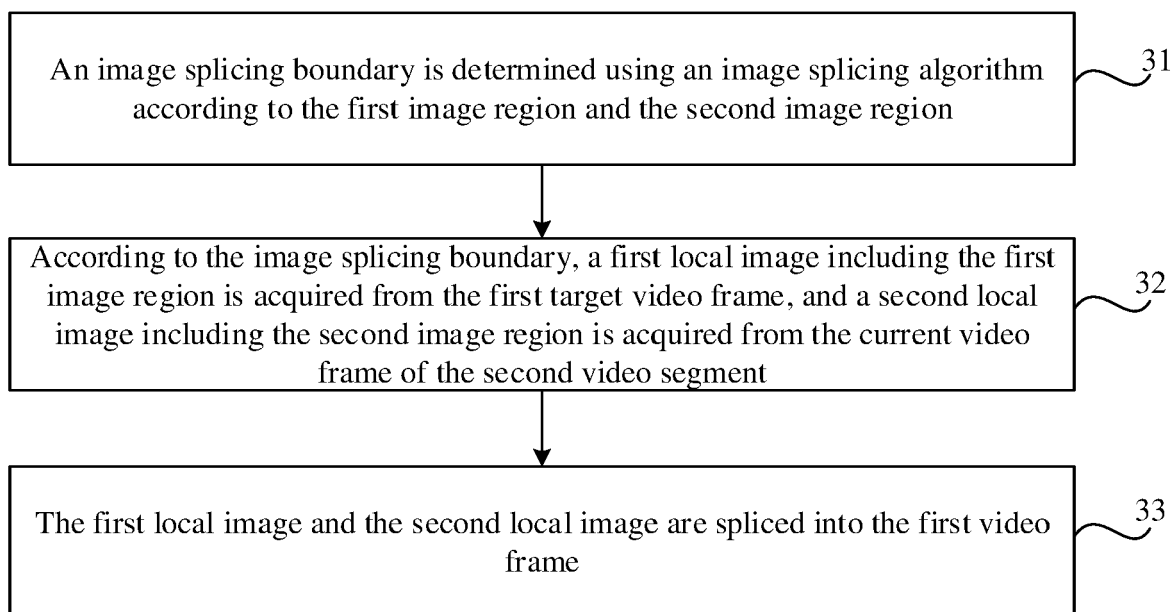 An image splicing boundary is determined using an image splicing algorithm
according to the first image region and the second image region
31
According to the image splicing boundary, a first local image including the first
image region is acquired from the first target video frame, and a second local
image including the second image region is acquired from the current video
frame of the second video segment
32
The first local image and the second local image are spliced into the first video
frame
33